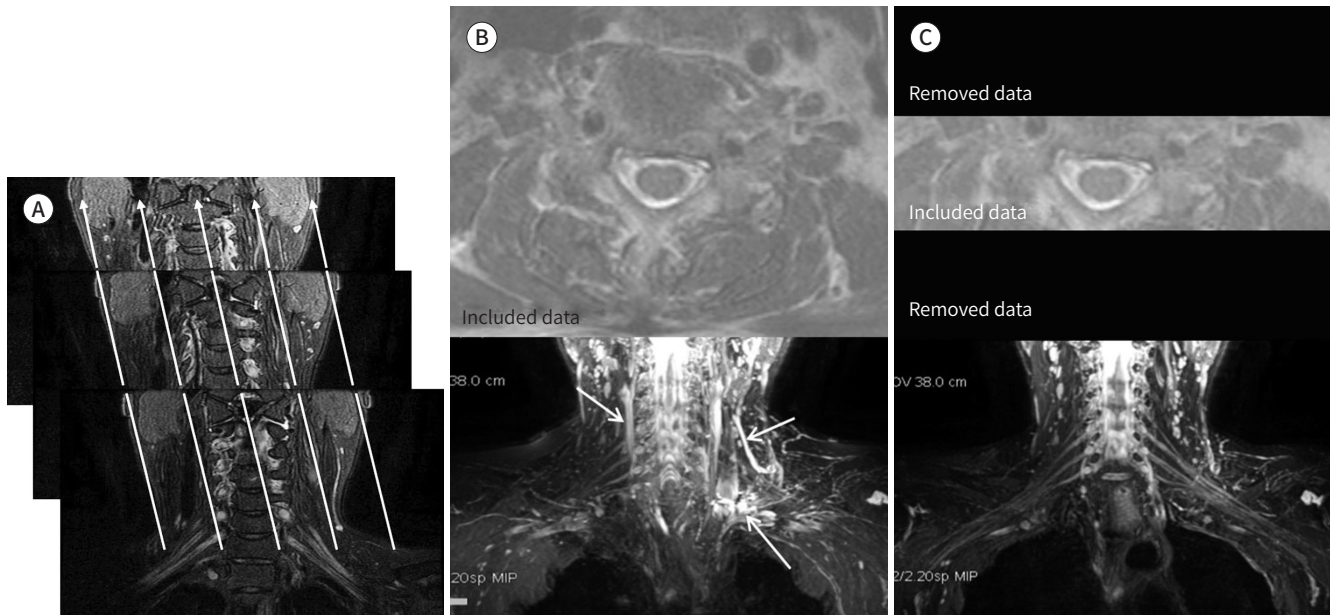 A
B
Included data
38.0 cm
20sp MIP
C
Removed data
Included data
Removed data
OV 38.0 cm
2/2.20sp MIP